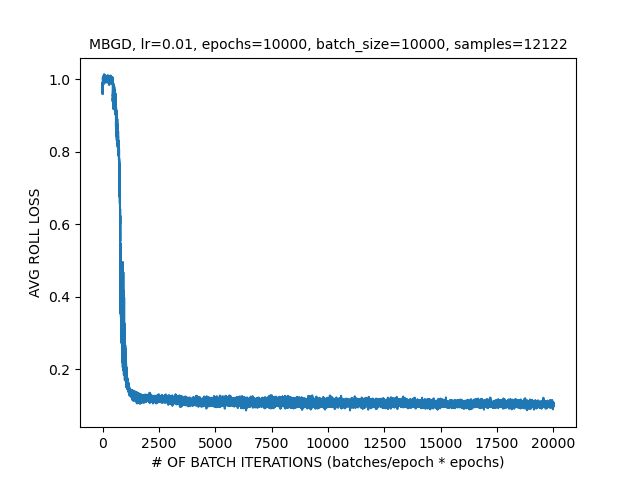 MBGD, lr=0.01, epochs=10000, batch_size=10000, samples=12122
1.0
0.8
0.6
0.4
0.2
AVG ROLL LOSS
0 2500 5000 7500 10000 12500 15000 17500 20000
# OF BATCH ITERATIONS (batches/epoch * epochs)